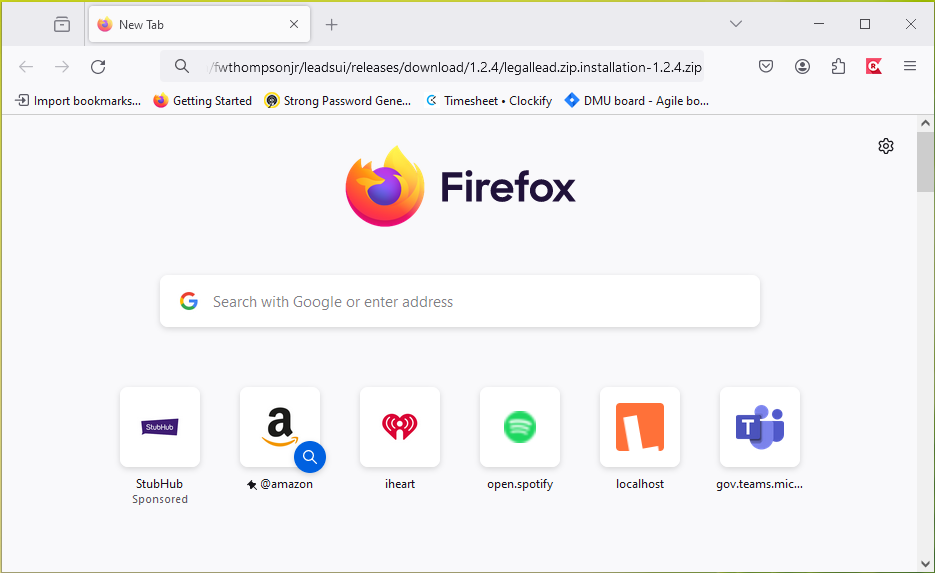 New Tab
/fwthompsonjr/leadsui/releases/download/1.2.4/legallead.zip.installation-1.2.4.zip
Import bookmarks... Getting Started Strong Password Gene... Timesheet • Clockify DMU board - Agile bo...
Firefox
Search with Google or enter address
StubHub
a
T
StubHub @amazon iheart open.spotify localhost gov.teams.mic...
Sponsored